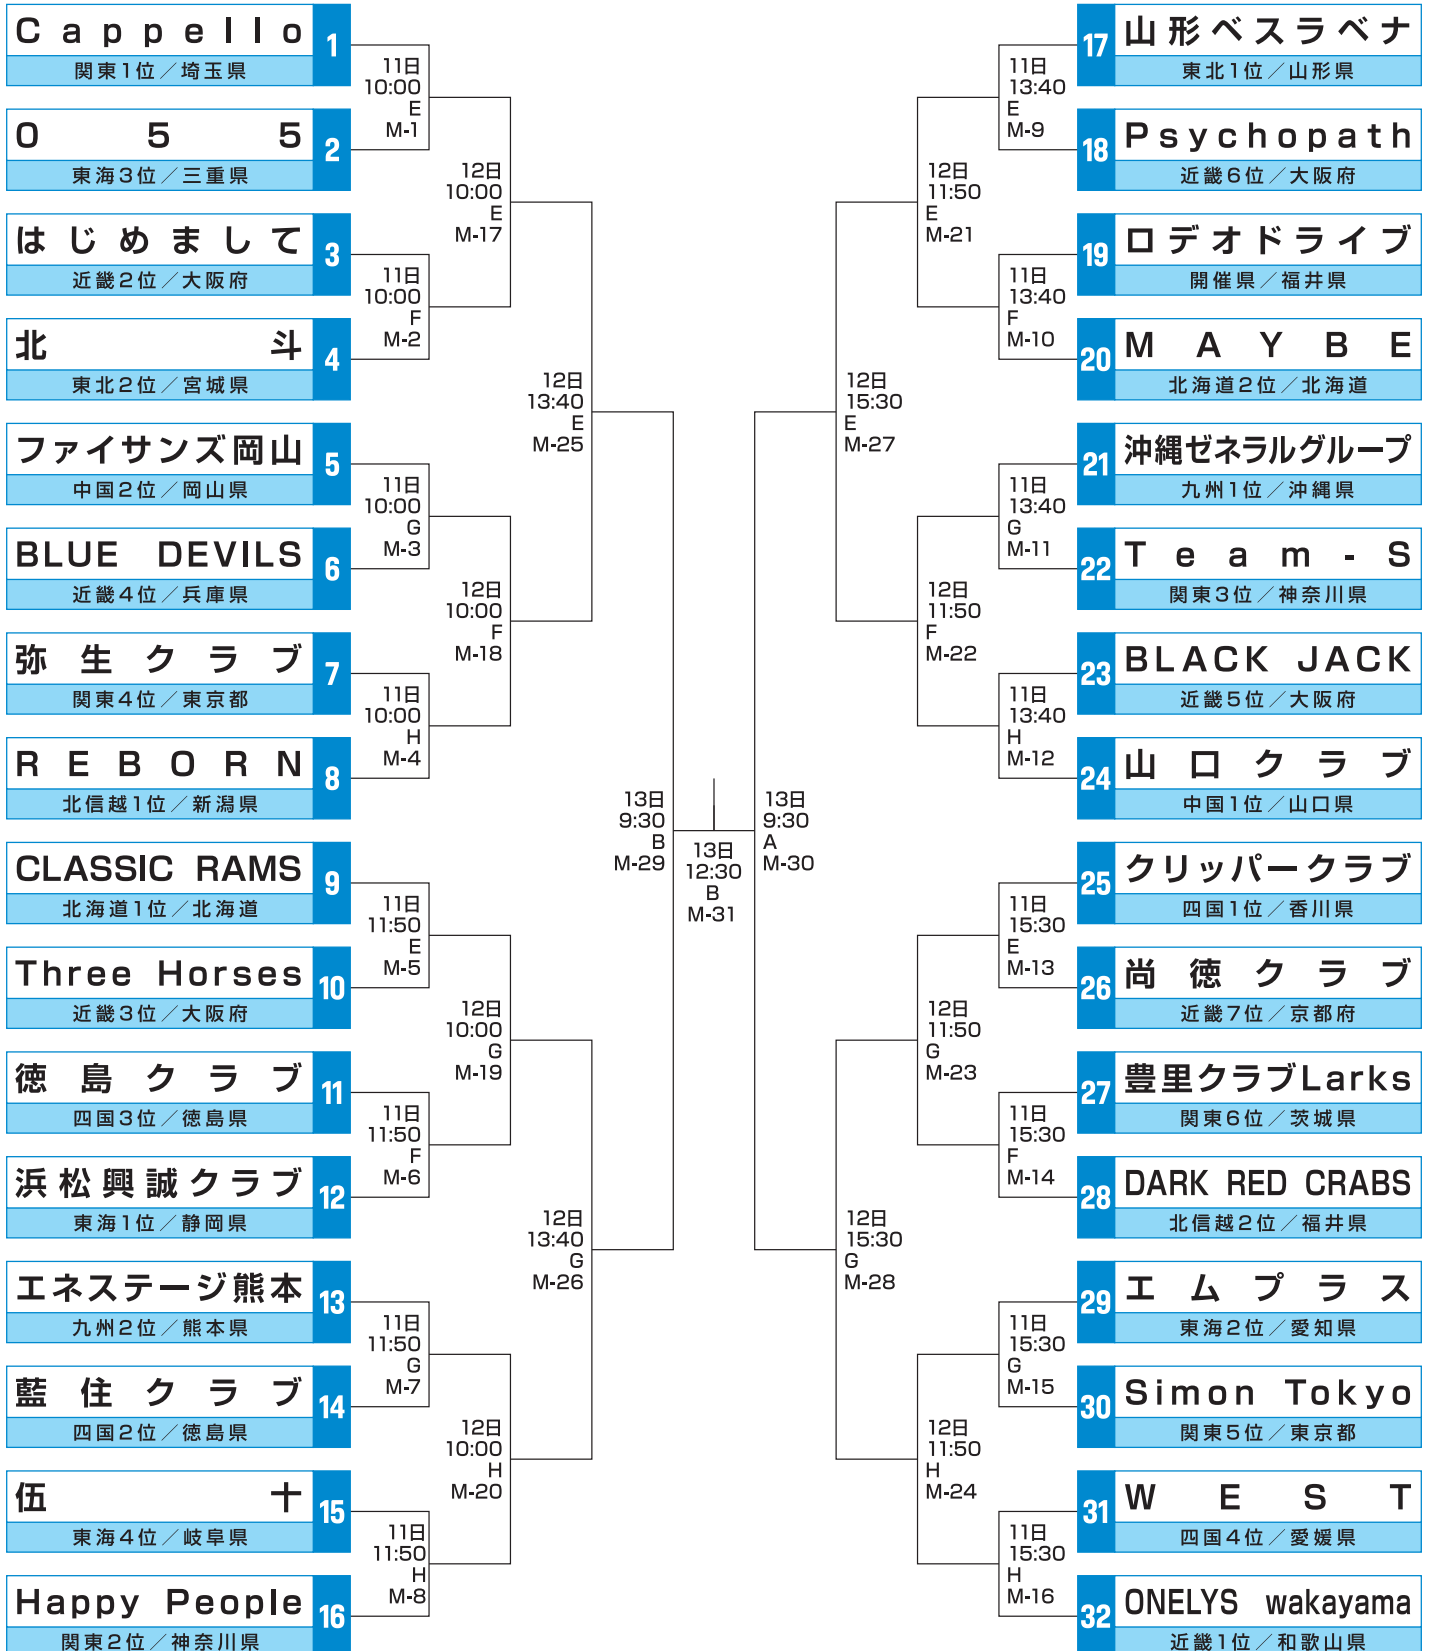 Cappello
1
関東1位／埼玉県
055
2
東海3位／三重県
はじめまして
3
近畿2位／大阪府
北斗
4
東北2位／宮城県
ファイサンズ岡山
5
中国2位／岡山県
BLUE DEVILS
6
近畿4位／兵庫県
弥生クラブ
7
関東4位／東京都
REBORN
8
北信越1位／新潟県
CLASSIC RAMS
9
北海道1位／北海道
Three Horses
10
近畿3位／大阪府
徳島クラブ
11
四国3位／徳島県
浜松興誠クラブ
12
東海1位／静岡県
エネステージ熊本
13
九州2位／熊本県
藍住クラブ
14
四国2位／徳島県
伍十
15
東海4位／岐阜県
Happy People
16
関東2位／神奈川県
11日
10:00
E
M-1
11日
10:00
F
M-2
11日
10:00
G
M-3
11日
10:00
H
M-4
11日
11:50
E
M-5
11日
11:50
F
M-6
11日
11:50
G
M-7
11日
11:50
H
M-8
12日
10:00
E
M-17
12日
10:00
F
M-18
12日
10:00
G
M-19
12日
10:00
H
M-20
12日
13:40
E
M-25
12日
13:40
G
M-26
13日
9:30
B
M-29
13日
12:30
B
M-31
13日
9:30
A
M-30
12日
15:30
E
M-27
12日
15:30
G
M-28
12日
11:50
E
M-21
12日
11:50
F
M-22
12日
11:50
G
M-23
12日
11:50
H
M-24
11日
13:40
E
M-9
11日
13:40
F
M-10
11日
13:40
G
M-11
11日
13:40
H
M-12
11日
15:30
E
M-13
11日
15:30
F
M-14
11日
15:30
G
M-15
11日
15:30
H
M-16
17
山形ベスラベナ
東北1位／山形県
18
Psychopath
近畿6位／大阪府
19
ロデオドライブ
開催県／福井県
20
MAYBE
北海道2位／北海道
21
沖縄ゼネラルグループ
九州1位／沖縄県
22
Team-S
関東3位／神奈川県
23
BLACK JACK
近畿5位／大阪府
24
山口クラブ
中国1位／山口県
25
クリッパークラブ
四国1位／香川県
26
尚徳クラブ
近畿7位／京都府
27
豊里クラブLarks
関東6位／茨城県
28
DARK RED CRABS
北信越2位／福井県
29
エムプラス
東海2位／愛知県
30
Simon Tokyo
関東5位／東京都
31
WEST
四国4位／愛媛県
32
ONELYS wakayama
近畿1位／和歌山県